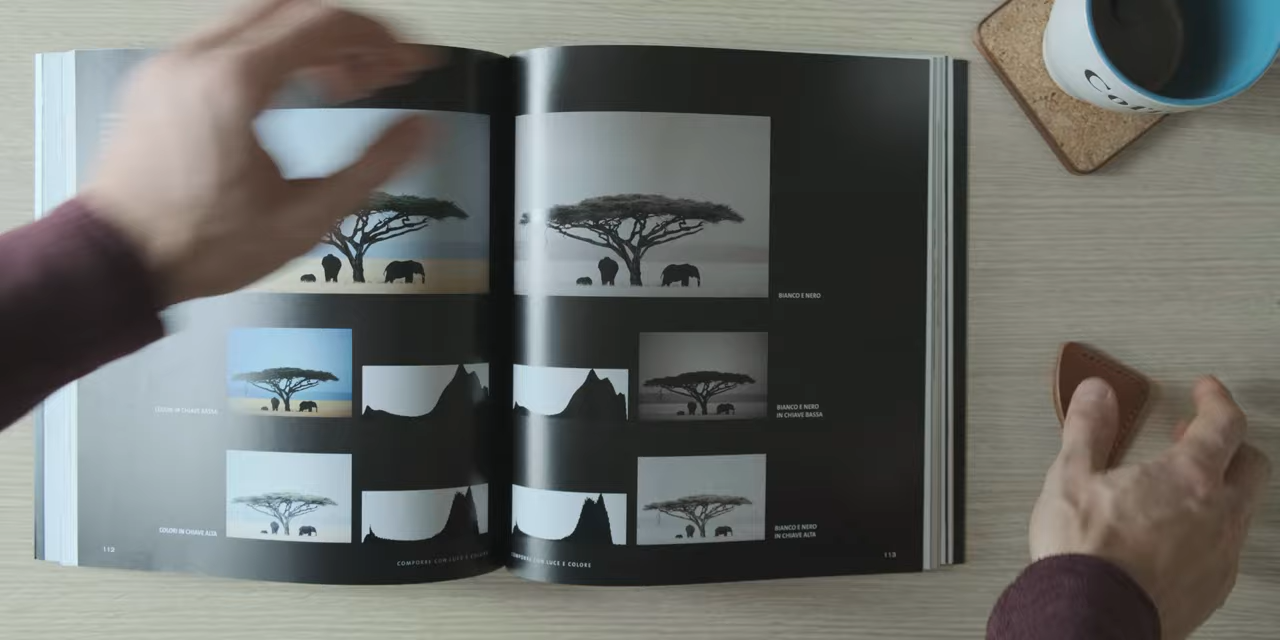 COLORI IN CHIAVE BASSA
COLORI IN CHIAVE ALTA
112
COMPORRE CON LUCE E COLORE
BIANCO E NERO
BIANCO E NERO
IN CHIAVE BASSA
BIANCO E NERO
IN CHIAVE ALTA
COMPORRE CON LUCE E COLORE
113